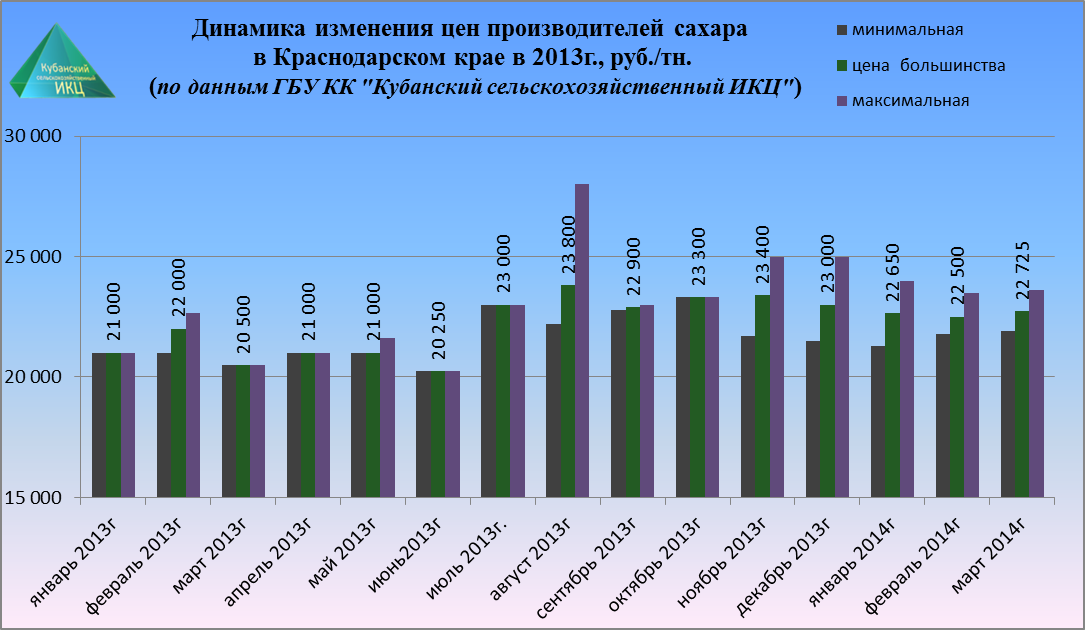 Динамика изменения цен производителей сахара
в Краснодарском крае в 2013г., руб./тн.
(по данным ГБУ КК "Кубанский сельскохозяйственный ИКЦ")
Кубанский
сельскохозяйственный
ИКЦ
минимальная
цена большинства
максимальная
30 000
25 000
20 000
15 000
21 000
22 000
20 500
21 000
21 000
20 250
23 000
23 800
22 900
23 300
23 400
23 000
22 650
22 500
22 725
январь 2013г
февраль 2013г
март 2013г
апрель 2013г
май 2013г
июнь2013г
июль 2013г.
август 2013г
сентябрь 2013г
октябрь 2013г
ноябрь 2013г
декабрь 2013г
январь 2014г
февраль 2014г
март 2014г